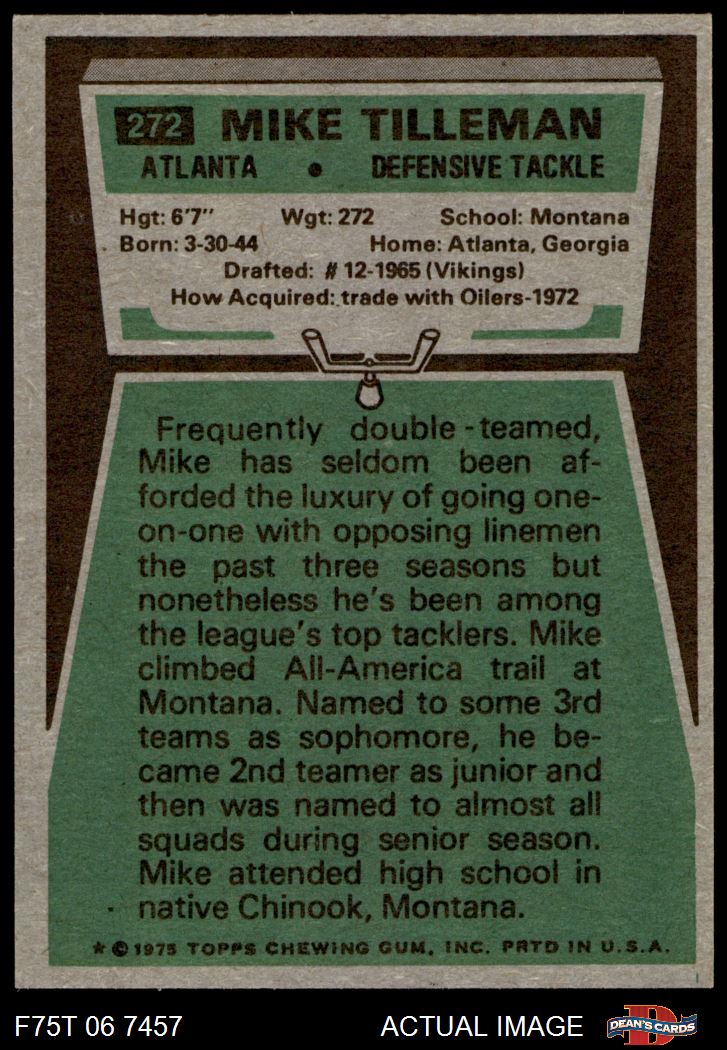 272 MIKE TILLEMAN
ATLANTA • DEFENSIVE TACKLE
Hgt: 6'7" Wgt: 272 School: Montana
Born: 3-30-44 Home: Atlanta, Georgia
Drafted: # 12-1965 (Vikings)
How Acquired: trade with Oilers-1972
Frequently double-teamed,
Mike has seldom been af-
forded the luxury of going one-
on-one with opposing linemen
the past three seasons but
nonetheless he's been among
the league's top tacklers. Mike
climbed All-America trail at
Montana. Named to some 3rd
teams as sophomore, he be-
came 2nd teamer as junior and
then was named to almost all
squads during senior season.
Mike attended high school in
native Chinook, Montana.
* © 1975 TOPPS CHEWING GUM, INC. PRTD IN U.S.A.
F75T 06 7457 ACTUAL IMAGE D DEAN'S CARDS